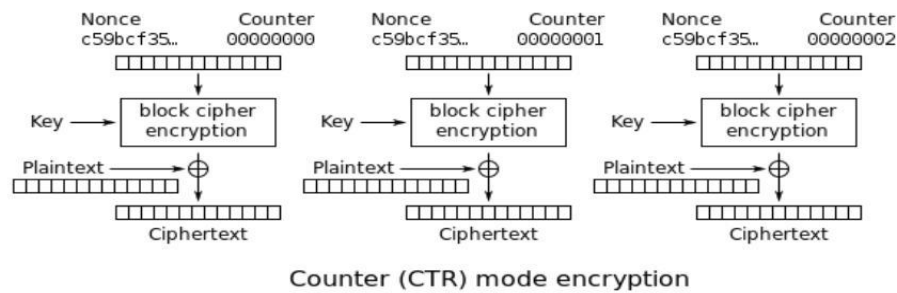 Nonce Counter Nonce Counter Nonce Counter
c59bcf35… 00000000 c59bcf35… 00000001 c59bcf35… 00000002
Key block cipher encryption Key block cipher encryption Key block cipher encryption
Plaintext Plaintext Plaintext
Ciphertext Ciphertext Ciphertext
Counter (CTR) mode encryption